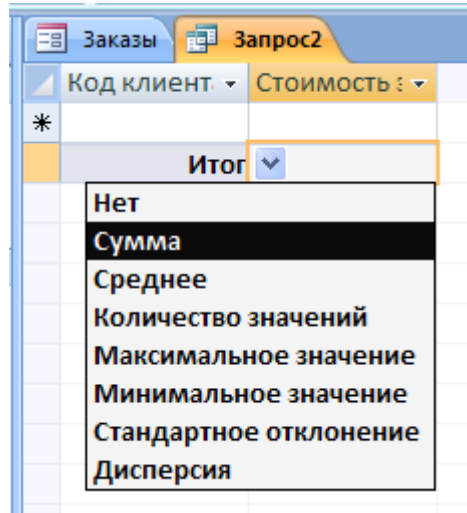 Заказы Запрос2
Код клиент Стоимость з
*
Итог
Нет
Сумма
Среднее
Количество значений
Максимальное значение
Минимальное значение
Стандартное отклонение
Дисперсия